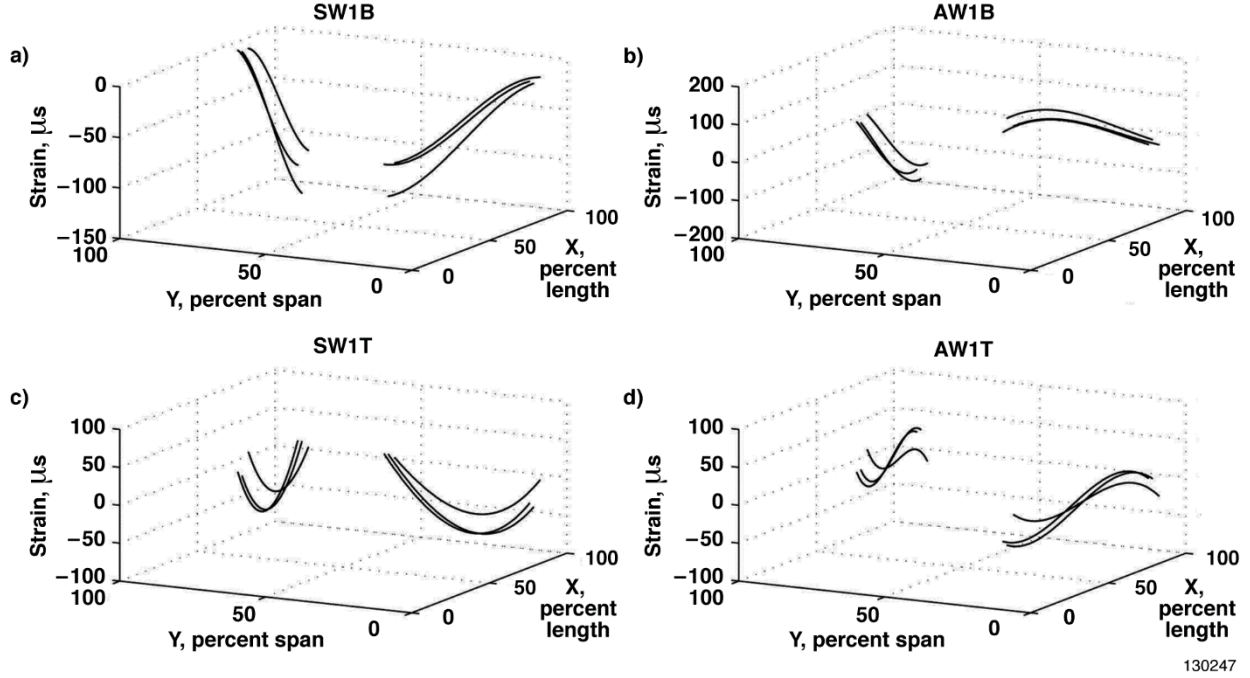 SW1B
a)
0
−50
−100
−150
Strain, μs
100
50
0
Y, percent span
0
50
100
X,
percent
length
AW1B
b)
200
100
0
−100
−200
Strain, μs
100
50
0
Y, percent span
0
50
100
X,
percent
length
SW1T
c)
100
50
0
−50
−100
Strain, μs
100
50
0
Y, percent span
0
50
100
X,
percent
length
AW1T
d)
100
50
0
−50
−100
Strain, μs
100
50
0
Y, percent span
0
50
100
X,
percent
length
130247